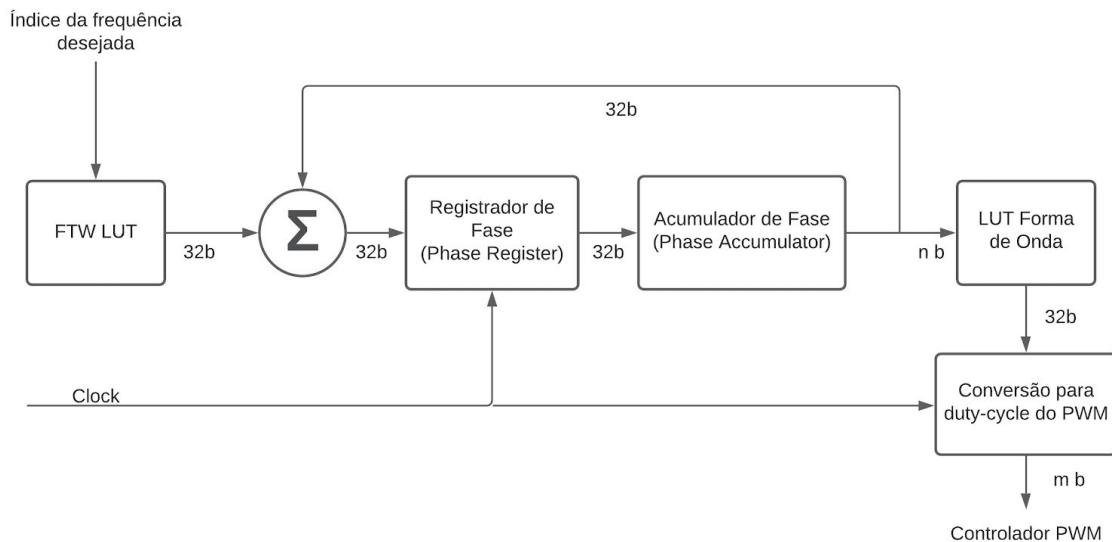 Índice da frequência
desejada
32b
FTW LUT
32b
Σ
32b
Registrador de
Fase
(Phase Register)
32b
Acumulador de Fase
(Phase Accumulator)
n b
LUT Forma
de Onda
32b
Clock
Conversão para
duty-cycle do PWM
m b
Controlador PWM